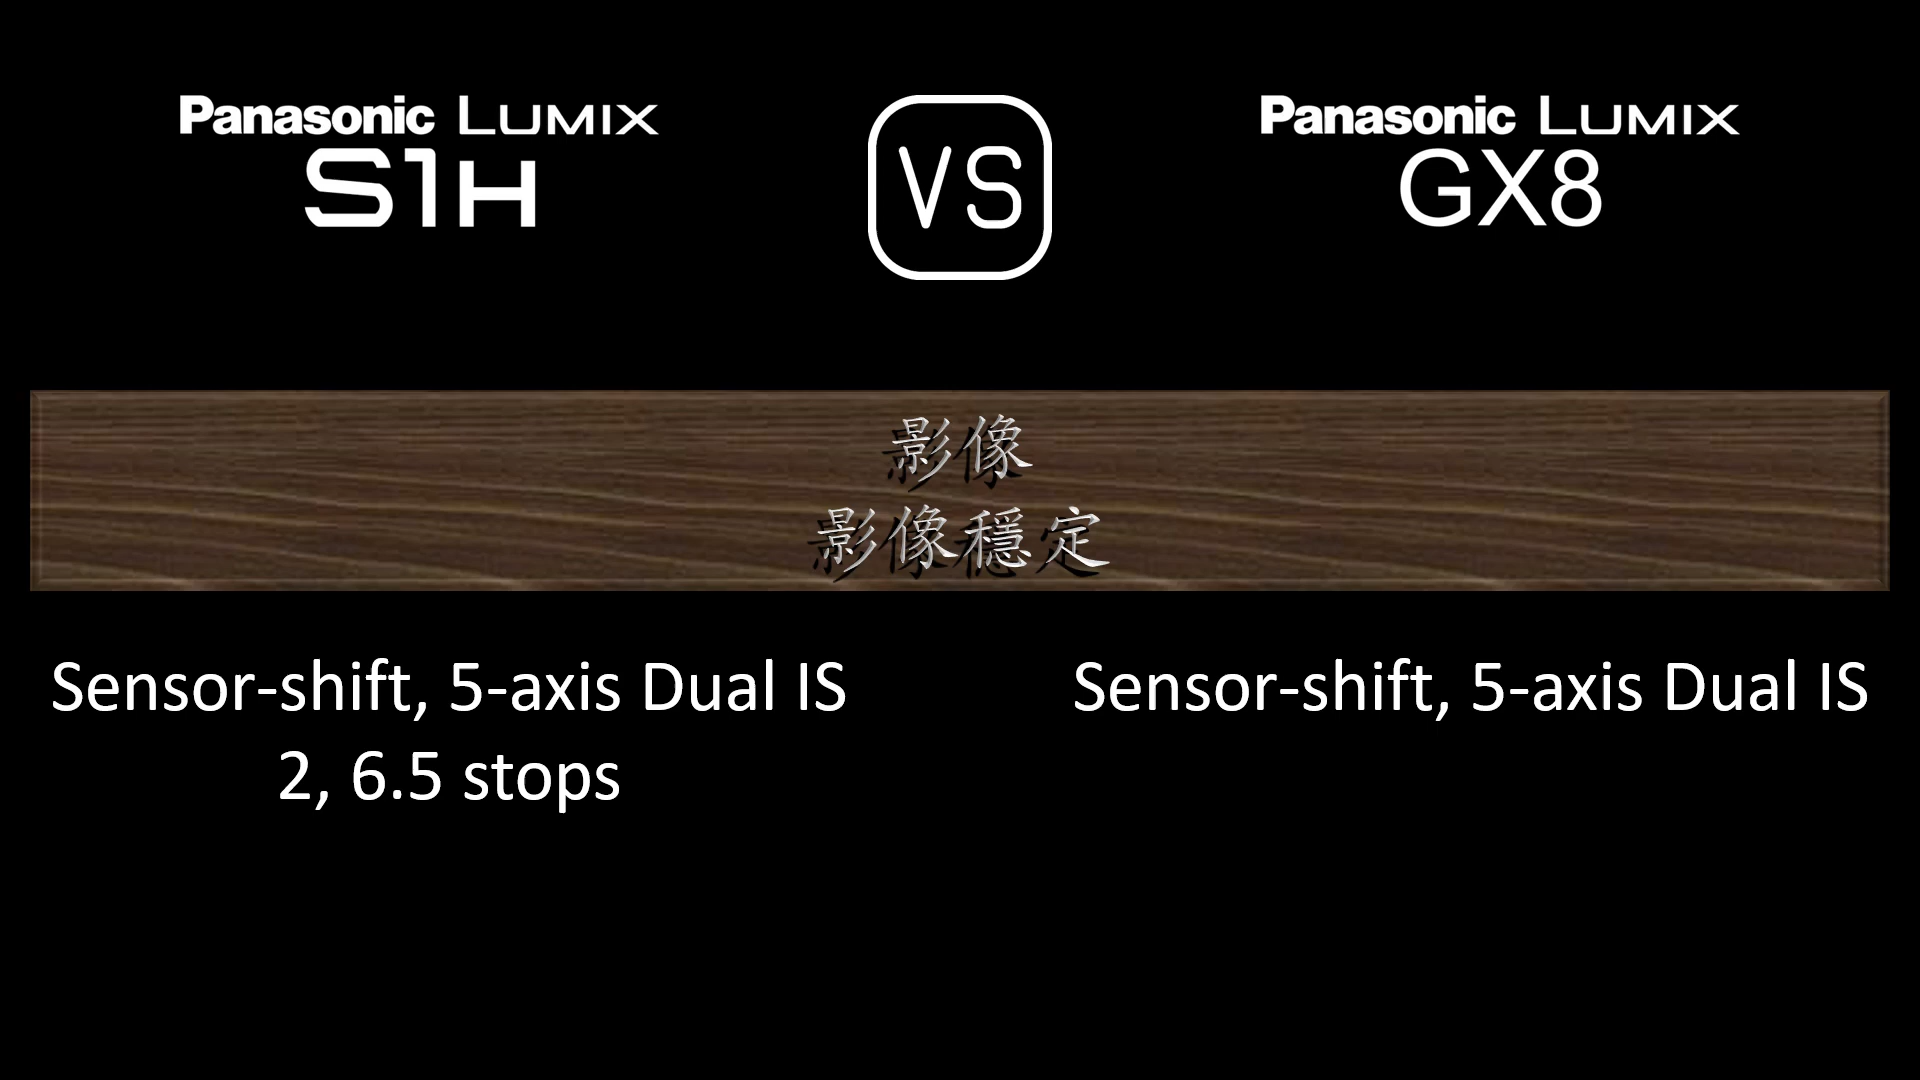 Panasonic LUMIX
S1H
VS
Panasonic LUMIX
GX8
影像
影像穩定
Sensor-shift, 5-axis Dual IS
2, 6.5 stops
Sensor-shift, 5-axis Dual IS